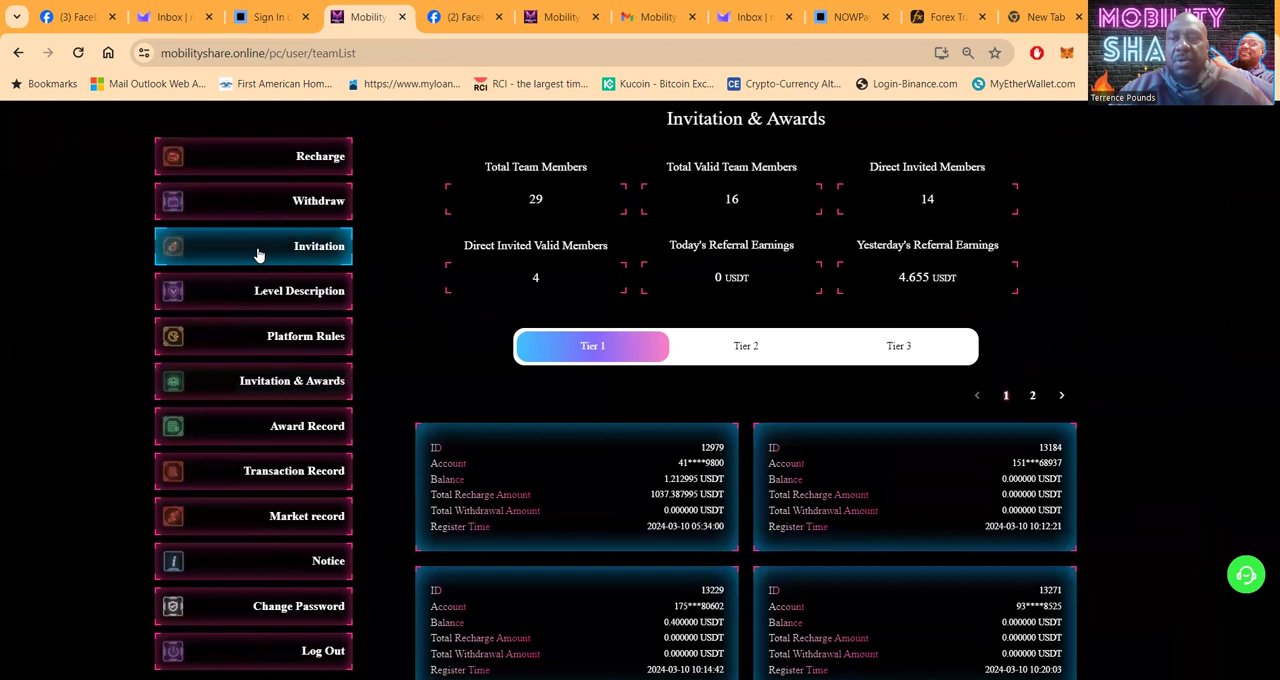 (3) Faceb
Inbox | n
Sign In o
Mobility
(2) Faceb
Mobility
Mobility
Inbox | n
NOWPa
Forex Tra
New Tab
mobilityshare.online/pc/user/teamList
Bookmarks
Mail Outlook Web A...
First American Hom...
https://www.myloan...
RCI - the largest tim...
Kucoin - Bitcoin Exc...
Crypto-Currency Alt...
Login-Binance.com
MyEtherWallet.com
MOBILITY
SHA
Terrence Pounds
Recharge
Withdraw
Invitation
Level Description
Platform Rules
Invitation & Awards
Award Record
Transaction Record
Market record
Notice
Change Password
Log Out
Invitation & Awards
Total Team Members
Total Valid Team Members
Direct Invited Members
29
16
14
Direct Invited Valid Members
Today's Referral Earnings
Yesterday's Referral Earnings
4
0 USDT
4.655 USDT
Tier 1
Tier 2
Tier 3
< 1 2 >
ID 12979
Account 41****9800
Balance 1.212995 USDT
Total Recharge Amount 1037.387995 USDT
Total Withdrawal Amount 0.000000 USDT
Register Time 2024-03-10 05:34:00
ID 13184
Account 151***68937
Balance 0.000000 USDT
Total Recharge Amount 0.000000 USDT
Total Withdrawal Amount 0.000000 USDT
Register Time 2024-03-10 10:12:21
ID 13229
Account 175***80602
Balance 0.400000 USDT
Total Recharge Amount 0.000000 USDT
Total Withdrawal Amount 0.000000 USDT
Register Time 2024-03-10 10:14:42
ID 13271
Account 93****8525
Balance 0.000000 USDT
Total Recharge Amount 0.000000 USDT
Total Withdrawal Amount 0.000000 USDT
Register Time 2024-03-10 10:20:03